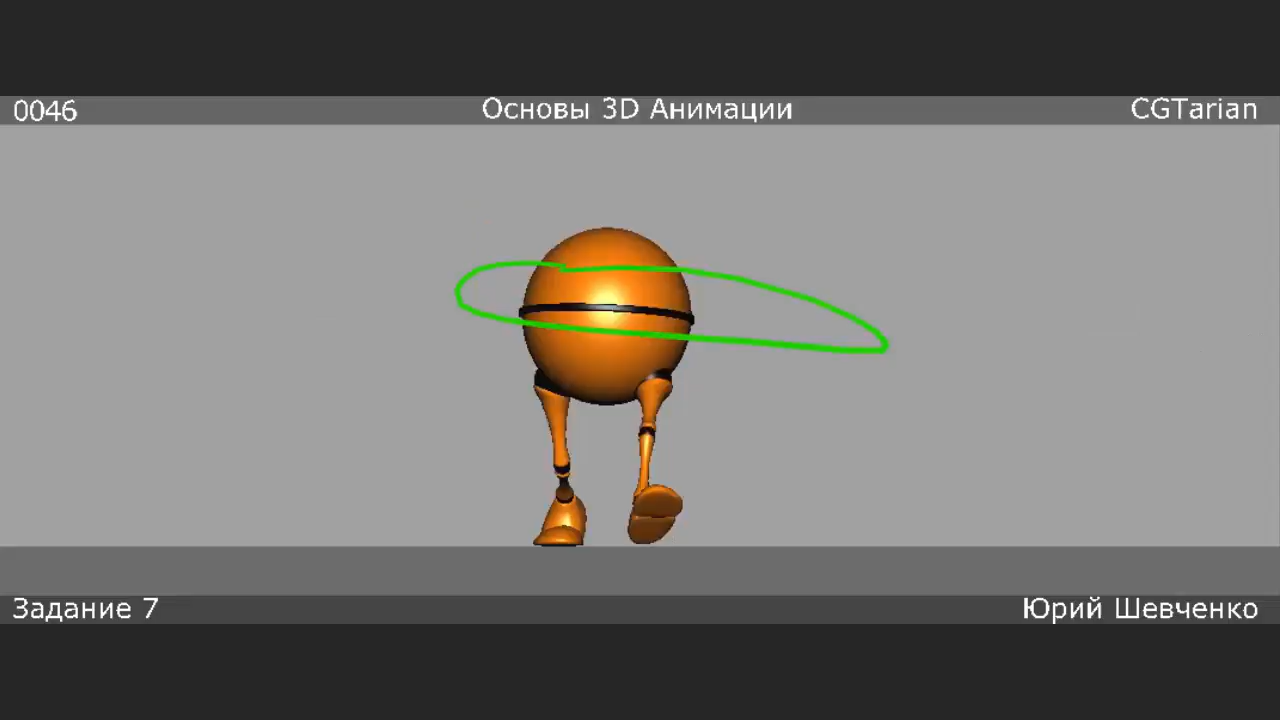 0046
Основы 3D Анимации
CGTarian
Задание 7
Юрий Шевченко